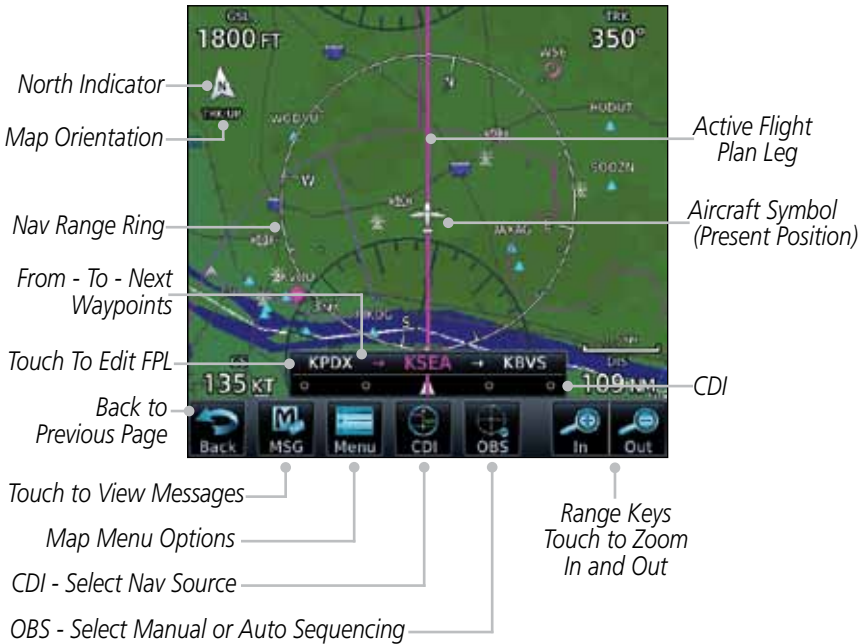 GSL
1800 FT
TRK
350°
North Indicator
N
TRK-UP
Map Orientation
WSE
HUDUT
N
Active Flight
Plan Leg
SOOZN
W
Nav Range Ring
E
Aircraft Symbol
(Present Position)
From - To - Next
Waypoints
S
Touch To Edit FPL
KPDX → KSEA → KBVS
GS
135 KT
DIS
109 NM
CDI
Back to
Previous Page
Back
MSG
Menu
CDI
OBS
In
Out
Touch to View Messages
Map Menu Options
CDI - Select Nav Source
OBS - Select Manual or Auto Sequencing
Range Keys
Touch to Zoom
In and Out